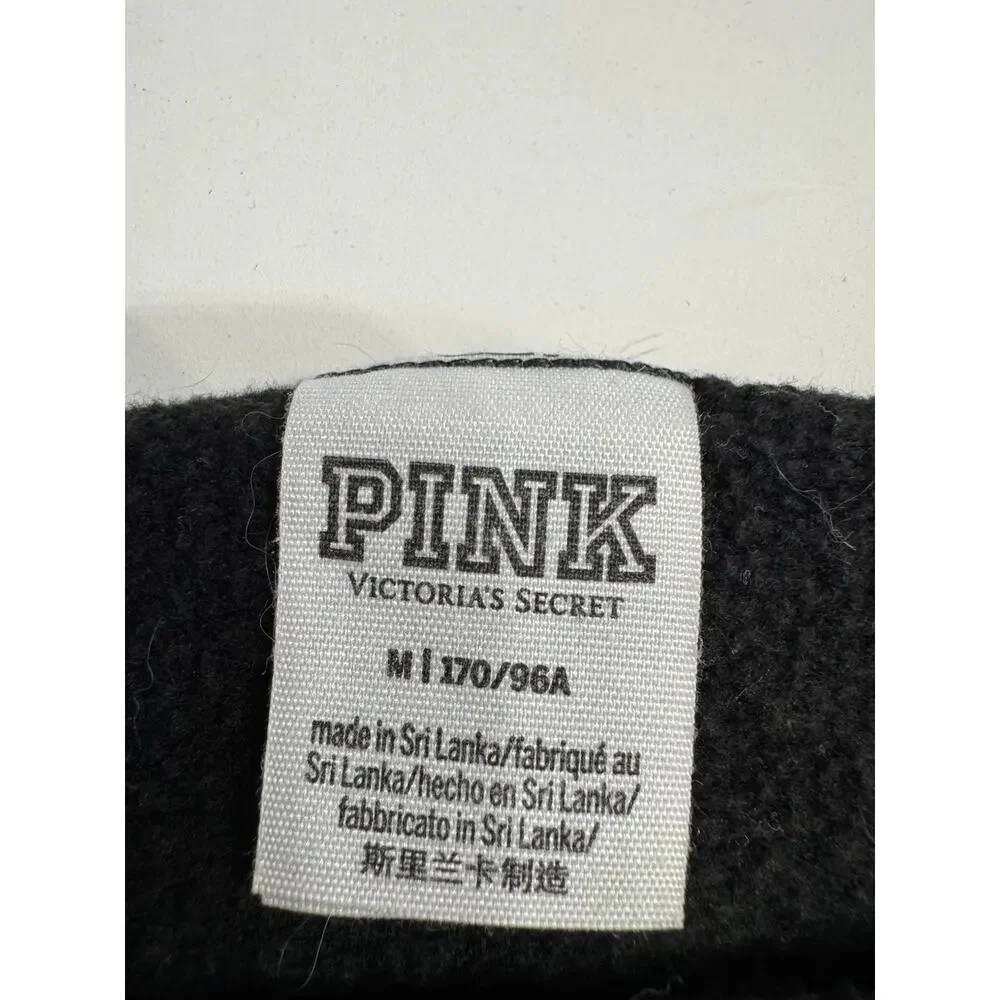 PINK
VICTORIA'S SECRET
M | 170/96A
made in Sri Lanka/fabriqué au
Sri Lanka/hecho en Sri Lanka/
fabbricato in Sri Lanka/
斯里兰卡制造